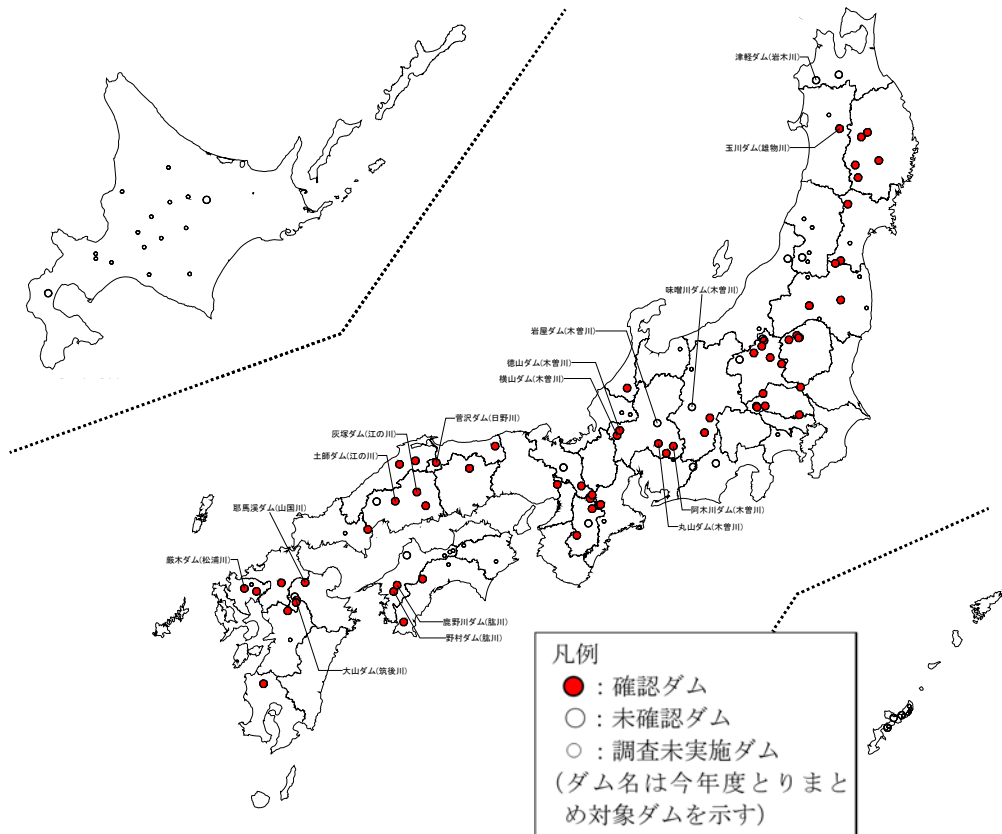 津軽ダム(岩木川)
玉川ダム(雄物川)
味噌川ダム(木曽川)
岩屋ダム(木曽川)
徳山ダム(木曽川)
横山ダム(木曽川)
菅沢ダム(日野川)
灰塚ダム(江の川)
土師ダム(江の川)
耶馬溪ダム(山国川)
厳木ダム(松浦川)
阿木川ダム(木曽川)
丸山ダム(木曽川)
鹿野川ダム(肱川)
野村ダム(肱川)
大山ダム(筑後川)
凡例
：確認ダム
：未確認ダム
：調査未実施ダム
(ダム名は今年度とりまと
め対象ダムを示す)